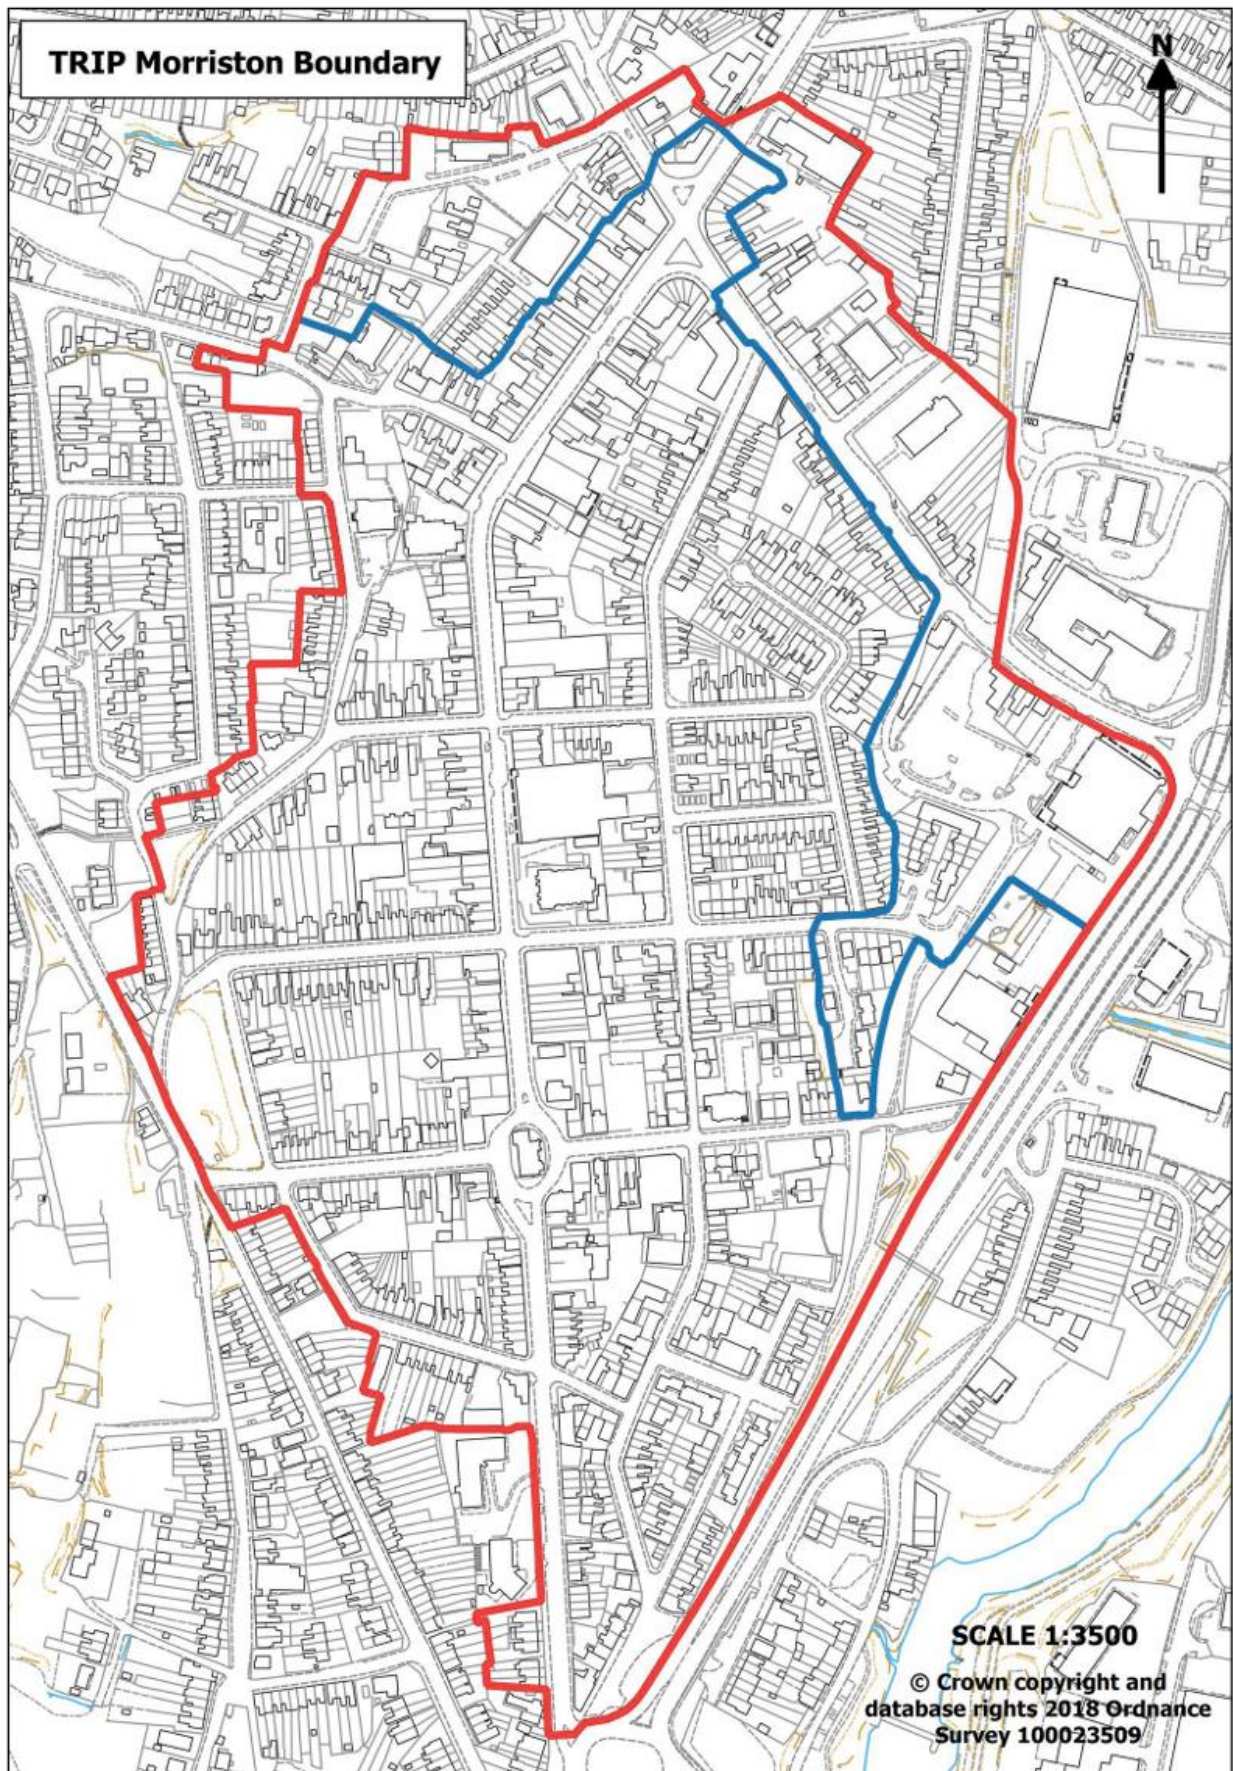 TRIP Morriston Boundary
N
SCALE 1:3500
© Crown copyright and
database rights 2018 Ordnance
Survey 100023509